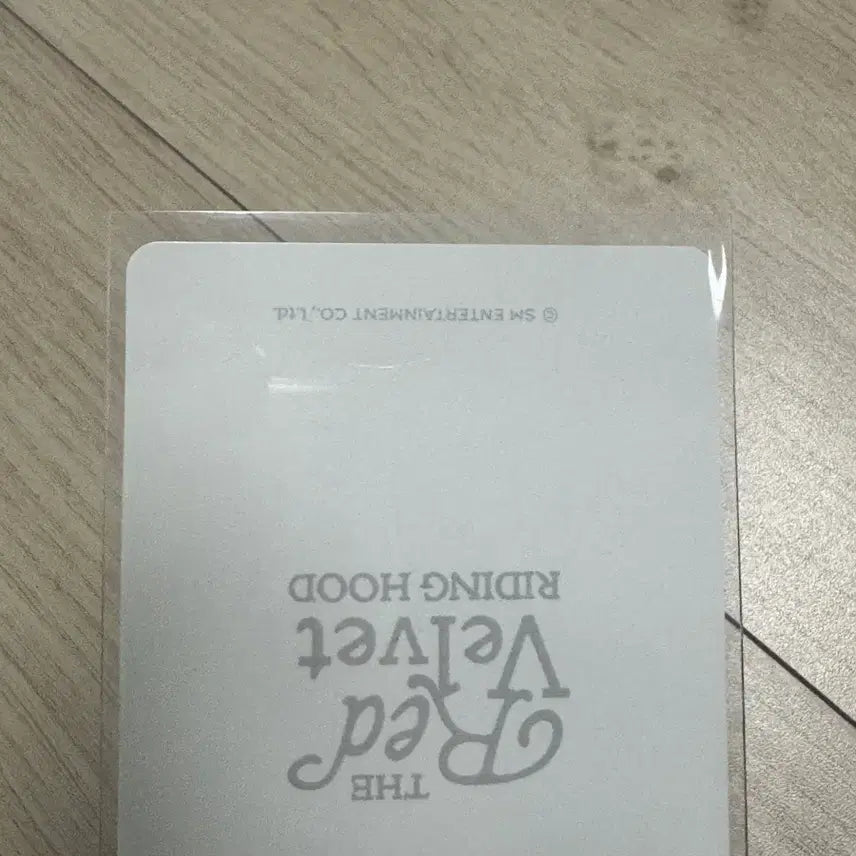 THE
Red
Velvet
RIDING HOOD
© SM ENTERTAINMENT CO., Ltd.